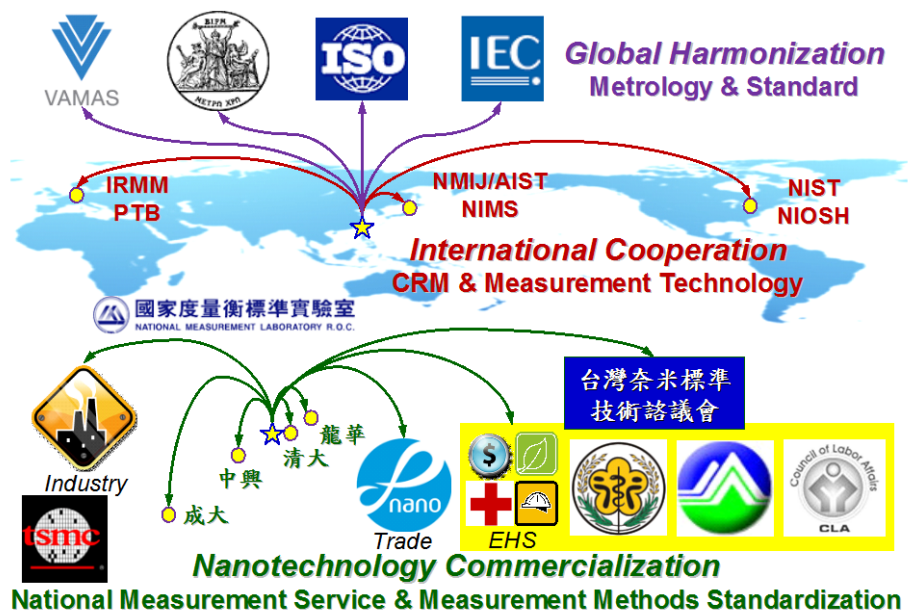 VAMAS
BIPM
ΜΕΤΡΩ ΧΡΩ
ISO
IEC
Global Harmonization
Metrology & Standard
IRMM
PTB
NMIJ/AIST
NIMS
NIST
NIOSH
International Cooperation
CRM & Measurement Technology
國家度量衡標準實驗室
NATIONAL MEASUREMENT LABORATORY R.O.C.
台灣奈米標準
技術諮議會
龍華
清大
中興
成大
Industry
tsmc
nano
Trade
$
EHS
Council of Labor Affairs
CLA
Nanotechnology Commercialization
National Measurement Service & Measurement Methods Standardization